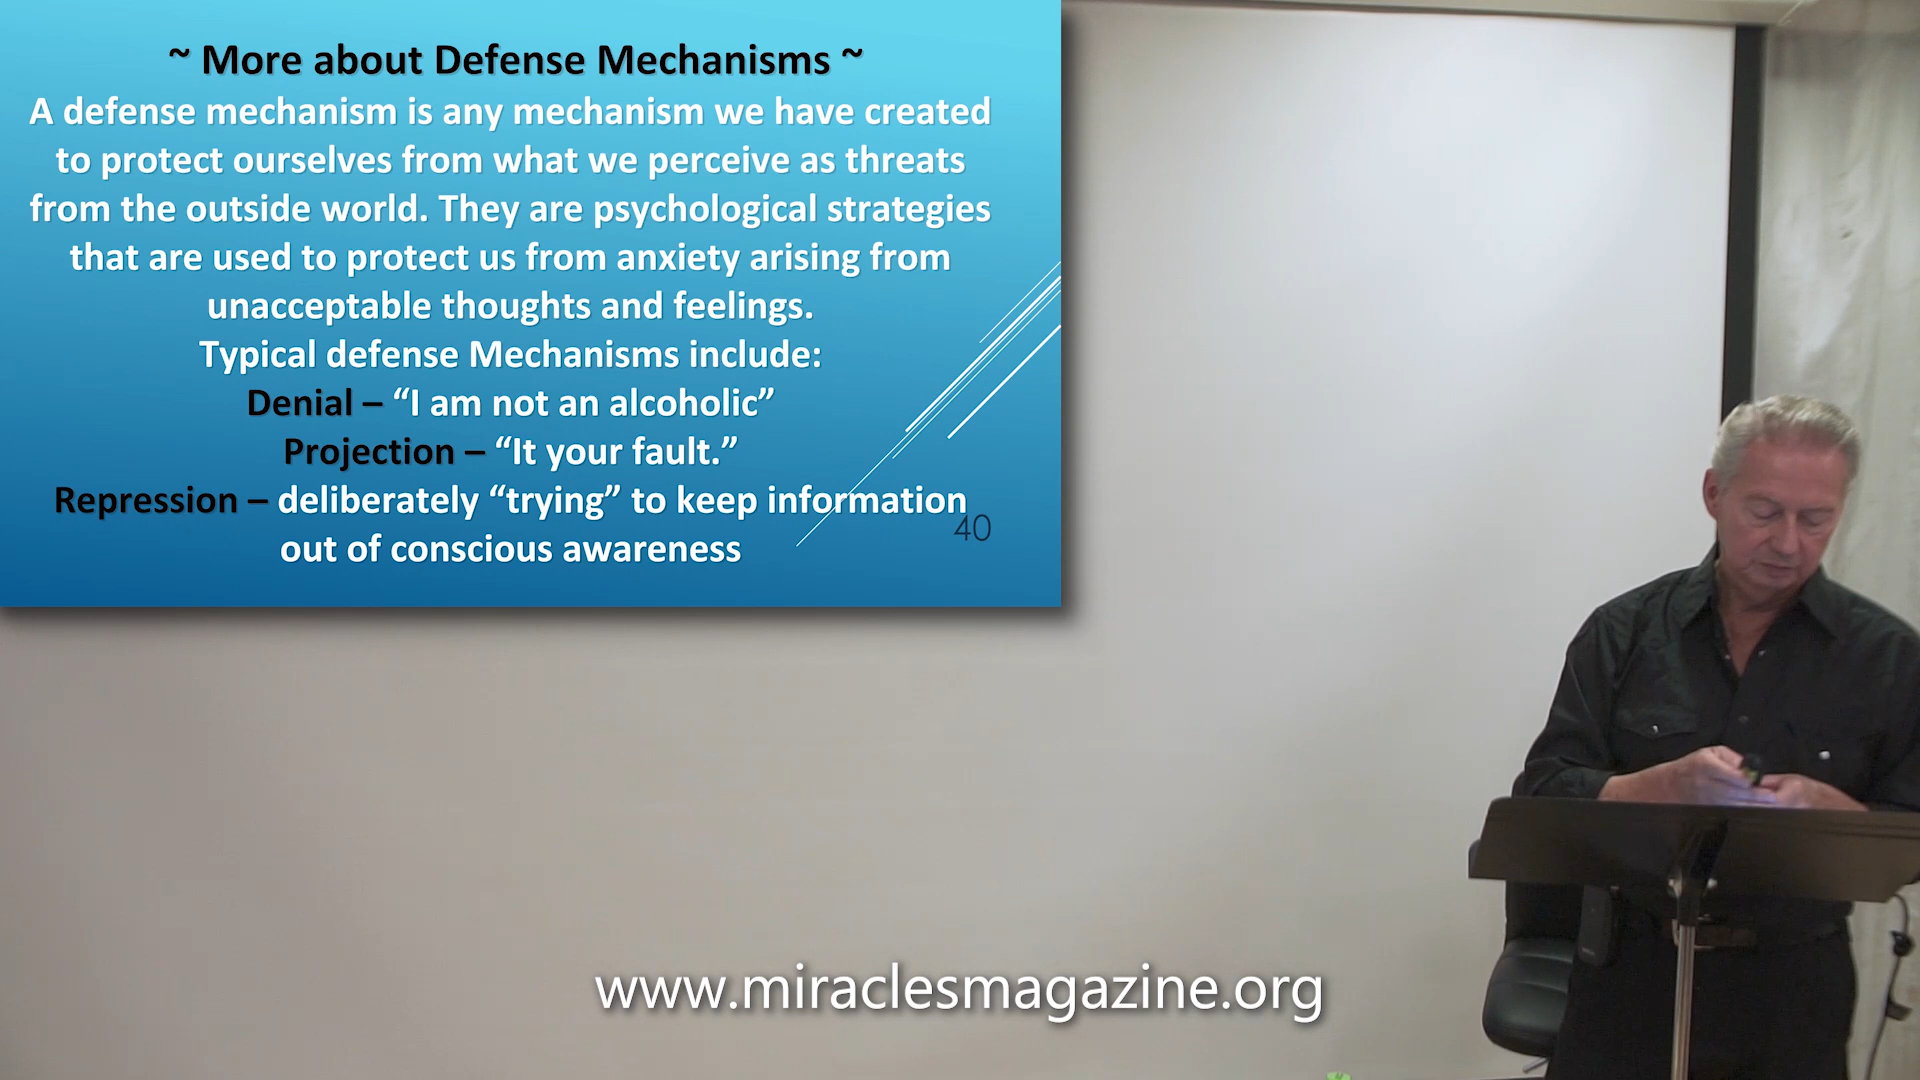 ~ More about Defense Mechanisms ~
A defense mechanism is any mechanism we have created
to protect ourselves from what we perceive as threats
from the outside world. They are psychological strategies
that are used to protect us from anxiety arising from
unacceptable thoughts and feelings.
Typical defense Mechanisms include:
Denial – “I am not an alcoholic”
Projection – “It your fault.”
Repression – deliberately “trying” to keep information
out of conscious awareness
40
www.miraclesmagazine.org